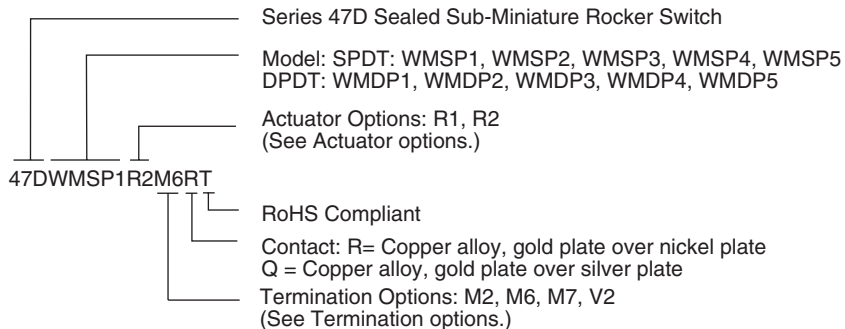 Series 47D Sealed Sub-Miniature Rocker Switch
Model: SPDT: WMSP1, WMSP2, WMSP3, WMSP4, WMSP5
DPDT: WMDP1, WMDP2, WMDP3, WMDP4, WMDP5
Actuator Options: R1, R2
(See Actuator options.)
47DWMSP1R2M6RT
RoHS Compliant
Contact: R= Copper alloy, gold plate over nickel plate
Q = Copper alloy, gold plate over silver plate
Termination Options: M2, M6, M7, V2
(See Termination options.)